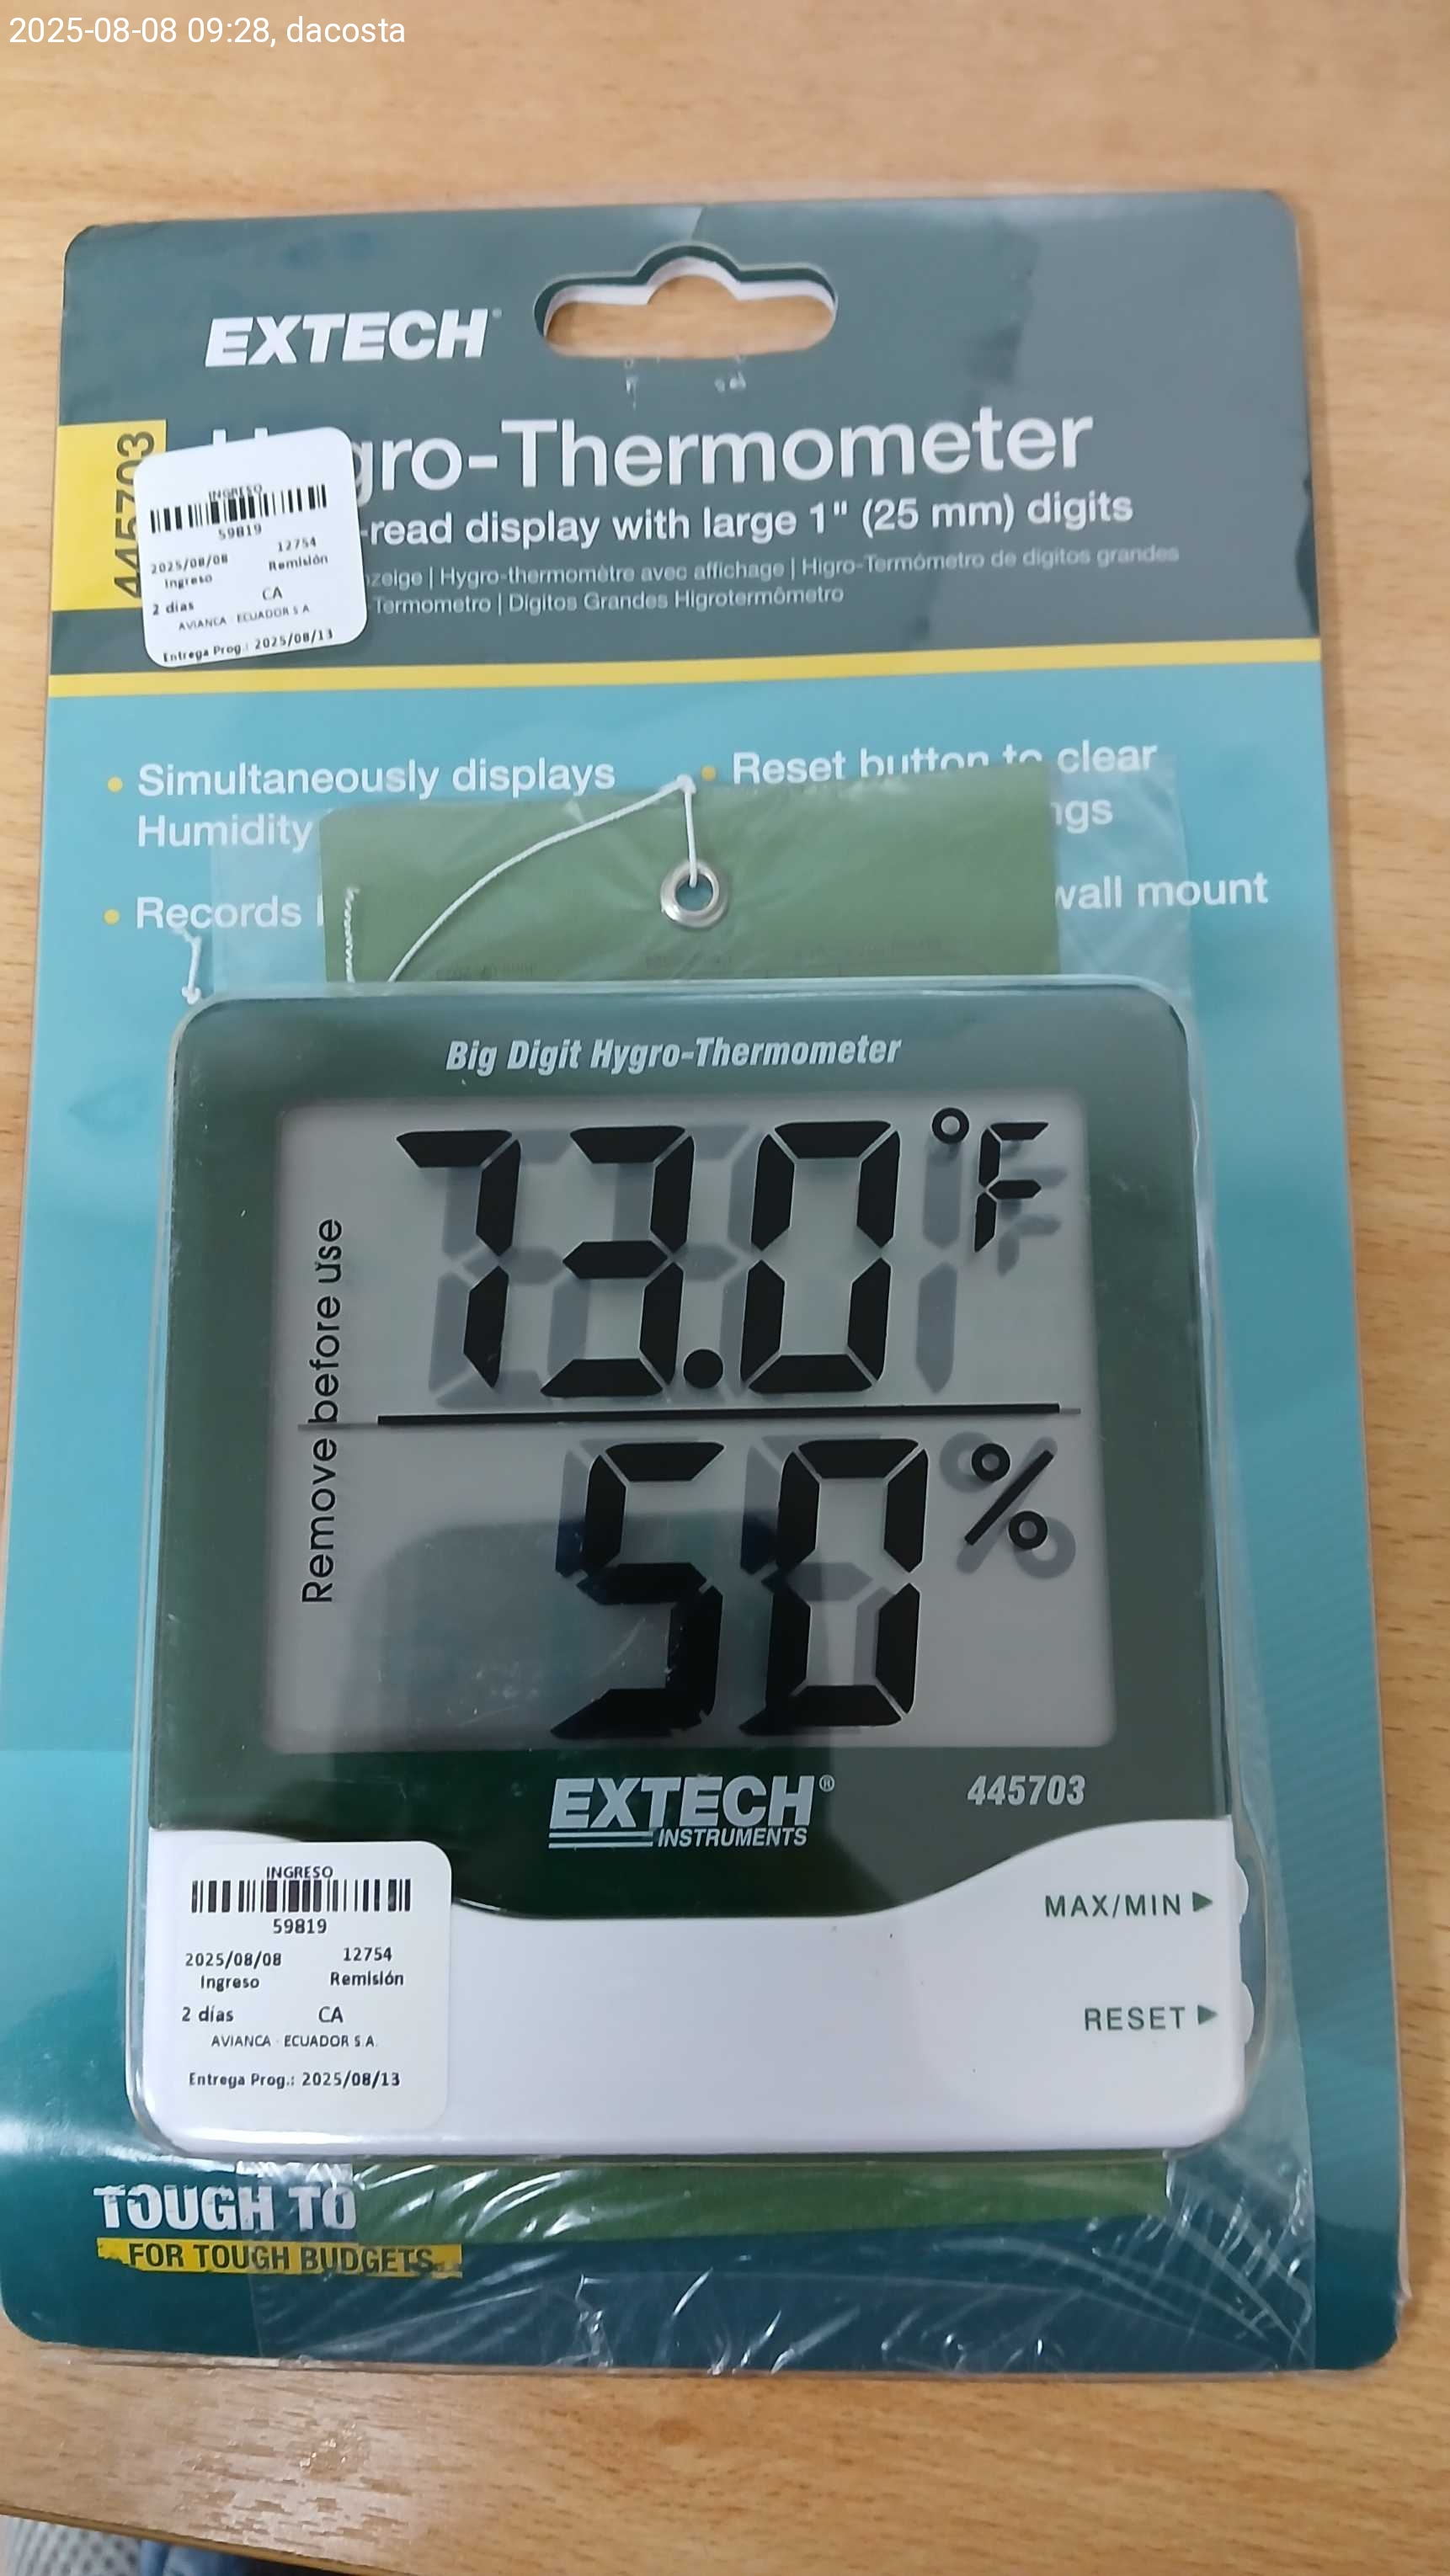 2025-08-08 09:28, dacosta
EXTECH
445703
gro-Thermometer
-read display with large 1" (25 mm) digits
zeige | Hygro-thermomètre avec affichage | Higro-Termómetro de digitos grandes
Termometro | Digitos Grandes Higrotermômetro
INGRESO
59819
2025/08/08 12754
Ingreso Remisión
2 días CA
AVIANCA - ECUADOR S.A.
Entrega Prog.: 2025/08/13
• Simultaneously displays
Humidity
• Records
• Reset button to clear
ngs
wall mount
Big Digit Hygro-Thermometer
73.0 °F
50 %
Remove before use
EXTECH®
INSTRUMENTS
445703
MAX/MIN ▶
RESET ▶
INGRESO
59819
2025/08/08 12754
Ingreso Remisión
2 días CA
AVIANCA - ECUADOR S.A.
Entrega Prog.: 2025/08/13
TOUGH TO
FOR TOUGH BUDGETS